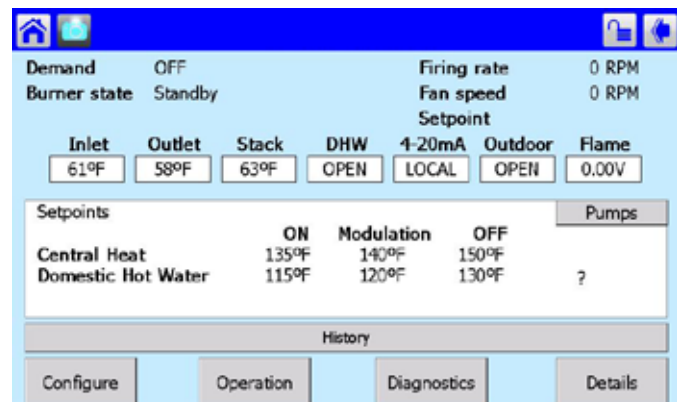 Demand OFF Firing rate 0 RPM
Burner state Standby Fan speed 0 RPM
Setpoint
Inlet Outlet Stack DHW 4-20mA Outdoor Flame
61ºF 58ºF 63ºF OPEN LOCAL OPEN 0.00V
Setpoints Pumps
ON Modulation OFF
Central Heat 135ºF 140ºF 150ºF
Domestic Hot Water 115ºF 120ºF 130ºF ?
History
Configure Operation Diagnostics Details